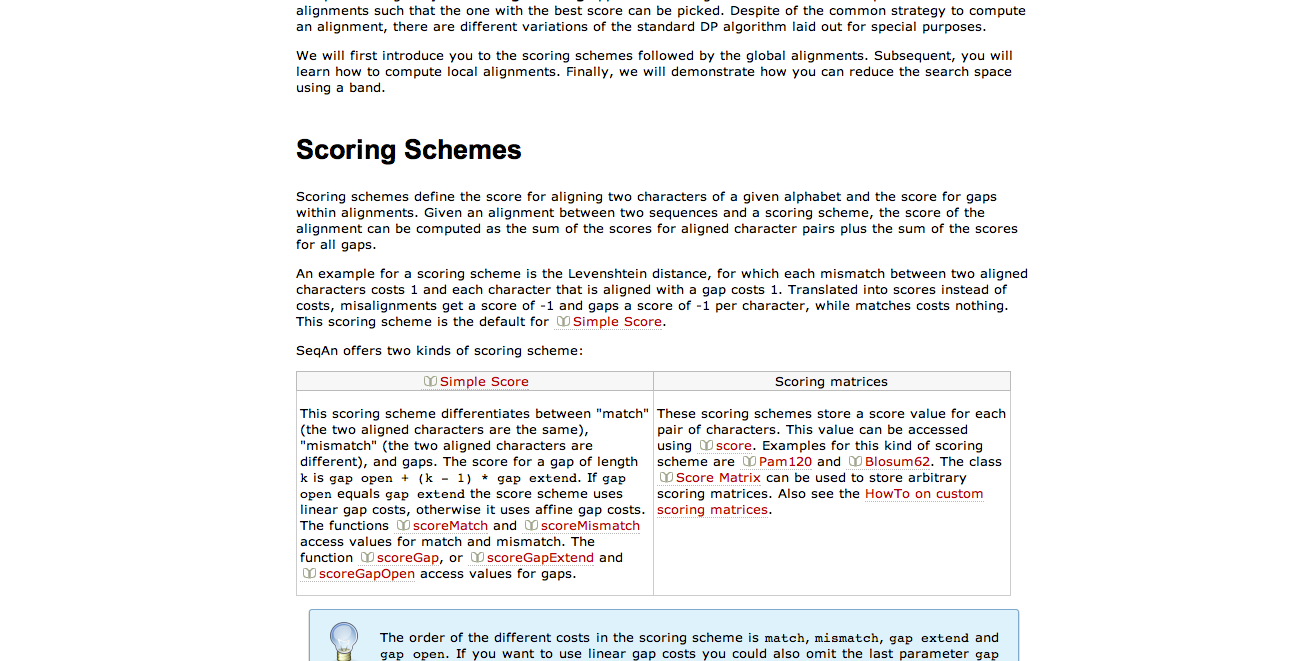 alignments such that the one with the best score can be picked. Despite of the common strategy to compute
an alignment, there are different variations of the standard DP algorithm laid out for special purposes.
We will first introduce you to the scoring schemes followed by the global alignments. Subsequent, you will
learn how to compute local alignments. Finally, we will demonstrate how you can reduce the search space
using a band.
Scoring Schemes
Scoring schemes define the score for aligning two characters of a given alphabet and the score for gaps
within alignments. Given an alignment between two sequences and a scoring scheme, the score of the
alignment can be computed as the sum of the scores for aligned character pairs plus the sum of the scores
for all gaps.
An example for a scoring scheme is the Levenshtein distance, for which each mismatch between two aligned
characters costs 1 and each character that is aligned with a gap costs 1. Translated into scores instead of
costs, misalignments get a score of -1 and gaps a score of -1 per character, while matches costs nothing.
This scoring scheme is the default for Simple Score.
SeqAn offers two kinds of scoring scheme:
Simple Score
This scoring scheme differentiates between "match"
(the two aligned characters are the same),
"mismatch" (the two aligned characters are
different), and gaps. The score for a gap of length
k is gap open + (k - 1) * gap extend. If gap
open equals gap extend the score scheme uses
linear gap costs, otherwise it uses affine gap costs.
The functions scoreMatch and scoreMismatch
access values for match and mismatch. The
function scoreGap, or scoreGapExtend and
scoreGapOpen access values for gaps.
Scoring matrices
These scoring schemes store a score value for each
pair of characters. This value can be accessed
using score. Examples for this kind of scoring
scheme are Pam120 and Blosum62. The class
Score Matrix can be used to store arbitrary
scoring matrices. Also see the HowTo on custom
scoring matrices.
The order of the different costs in the scoring scheme is match, mismatch, gap extend and
gap open. If you want to use linear gap costs you could also omit the last parameter gap